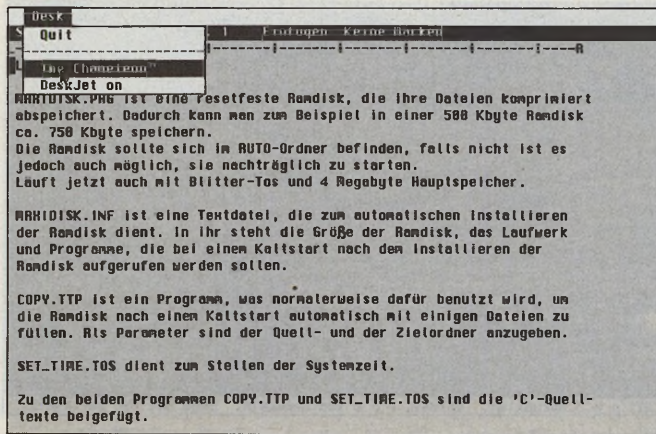 Desk
Quit
1 Einfügen Keine Marken
The Chameleon"
DeskJet on
MAXIDISK.PRG ist eine resetfeste Ramdisk, die ihre Dateien komprimiert
abspeichert. Dadurch kann man zum Beispiel in einer 500 Kbyte Ramdisk
ca. 750 Kbyte speichern.
Die Ramdisk sollte sich im AUTO-Ordner befinden, falls nicht ist es
jedoch auch möglich, sie nachträglich zu starten.
Läuft jetzt auch mit Blitter-Tos und 4 Megabyte Hauptspeicher.
MAXIDISK.INF ist eine Textdatei, die zum automatischen Installieren
der Ramdisk dient. In ihr steht die Größe der Ramdisk, das Laufwerk
und Programme, die bei einem Kaltstart nach dem Installieren der
Ramdisk aufgerufen werden sollen.
COPY.TTP ist ein Programm, was normalerweise dafür benutzt wird, um
die Ramdisk nach einem Kaltstart automatisch mit einigen Dateien zu
füllen. Als Parameter sind der Quell- und der Zielordner anzugeben.
SET_TIME.TOS dient zum Stellen der Systemzeit.
Zu den beiden Programmen COPY.TTP und SET_TIME.TOS sind die 'C'-Quell-
texte beigefügt.